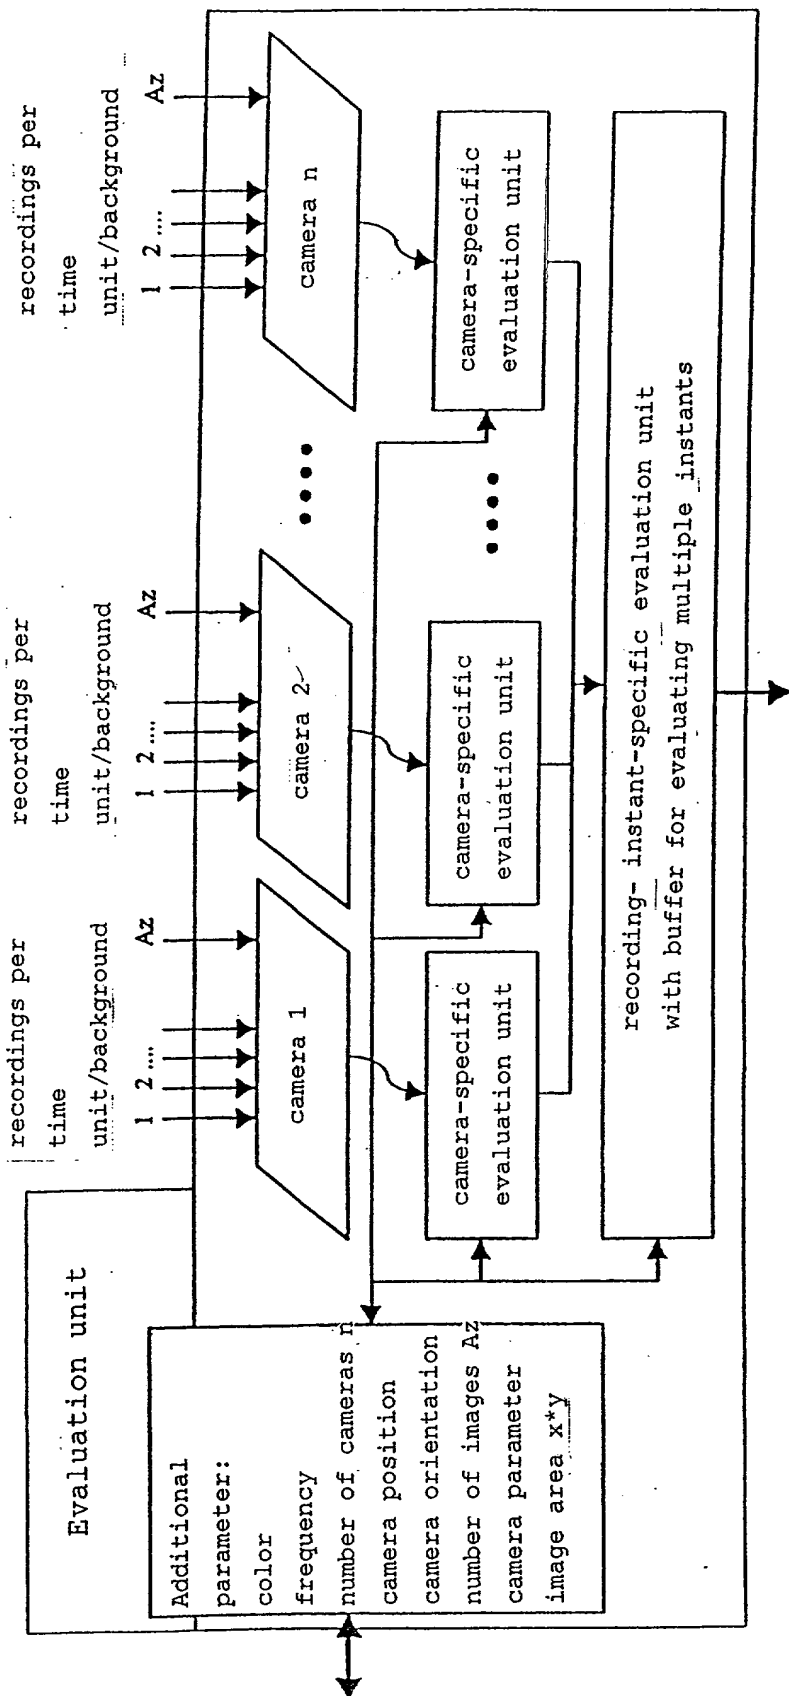 Evaluation unit
Additional
parameter:
color
frequency
number of cameras n
camera position
camera orientation
number of images Az
camera parameter
image area x*y
recordings per
time
unit/background
1 2 .... Az
camera 1
camera-specific
evaluation unit
recordings per
time
unit/background
1 2 .... Az
camera 2
camera-specific
evaluation unit
recordings per
time
unit/background
1 2 .... Az
camera n
camera-specific
evaluation unit
recording- instant-specific evaluation unit
with buffer for evaluating multiple instants